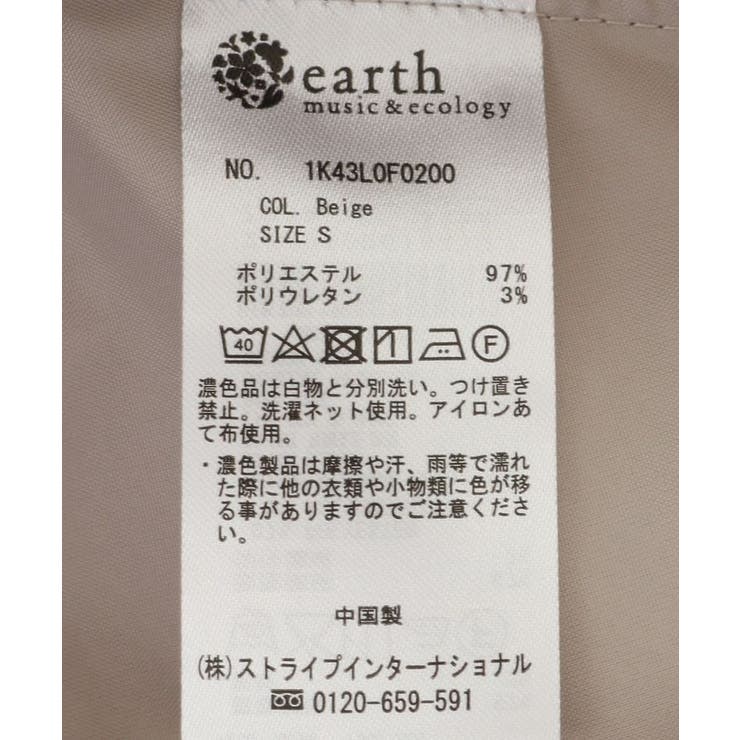 earth
music&ecology
NO. 1K43L0F0200
COL. Beige
SIZE S
ポリエステル 97%
ポリウレタン 3%
40 F
濃色品は白物と分別洗い。つけ置き
禁止。洗濯ネット使用。アイロンあ
て布使用。
・濃色製品は摩擦や汗、雨等で濡れ
た際に他の衣類や小物類に色が移
る事がありますのでご注意くださ
い。
中国製
(株)ストライプインターナショナル
0120-659-591